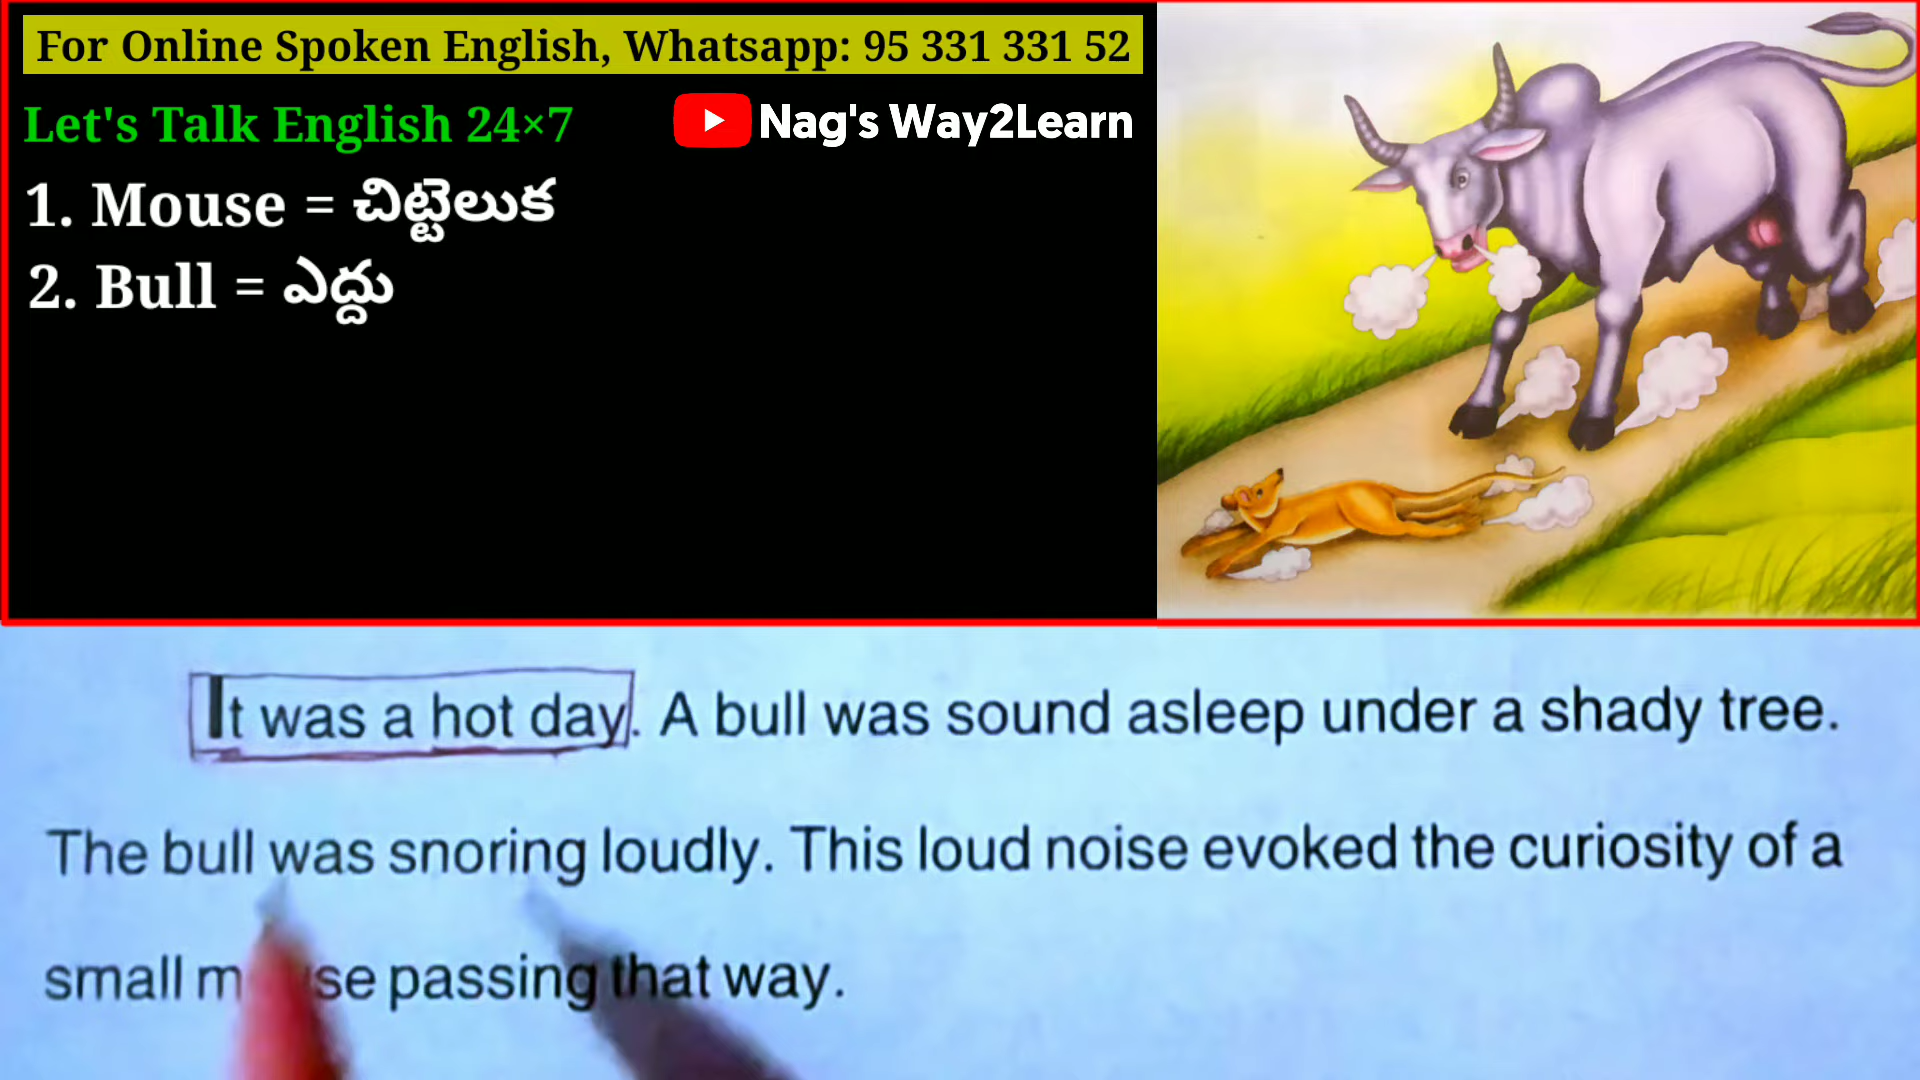 For Online Spoken English, Whatsapp: 95 331 331 52
Let's Talk English 24×7
Nag's Way2Learn
1. Mouse = చిట్టెలుక
2. Bull = ఎద్దు
It was a hot day. A bull was sound asleep under a shady tree.
The bull was snoring loudly. This loud noise evoked the curiosity of a
small passing that way.